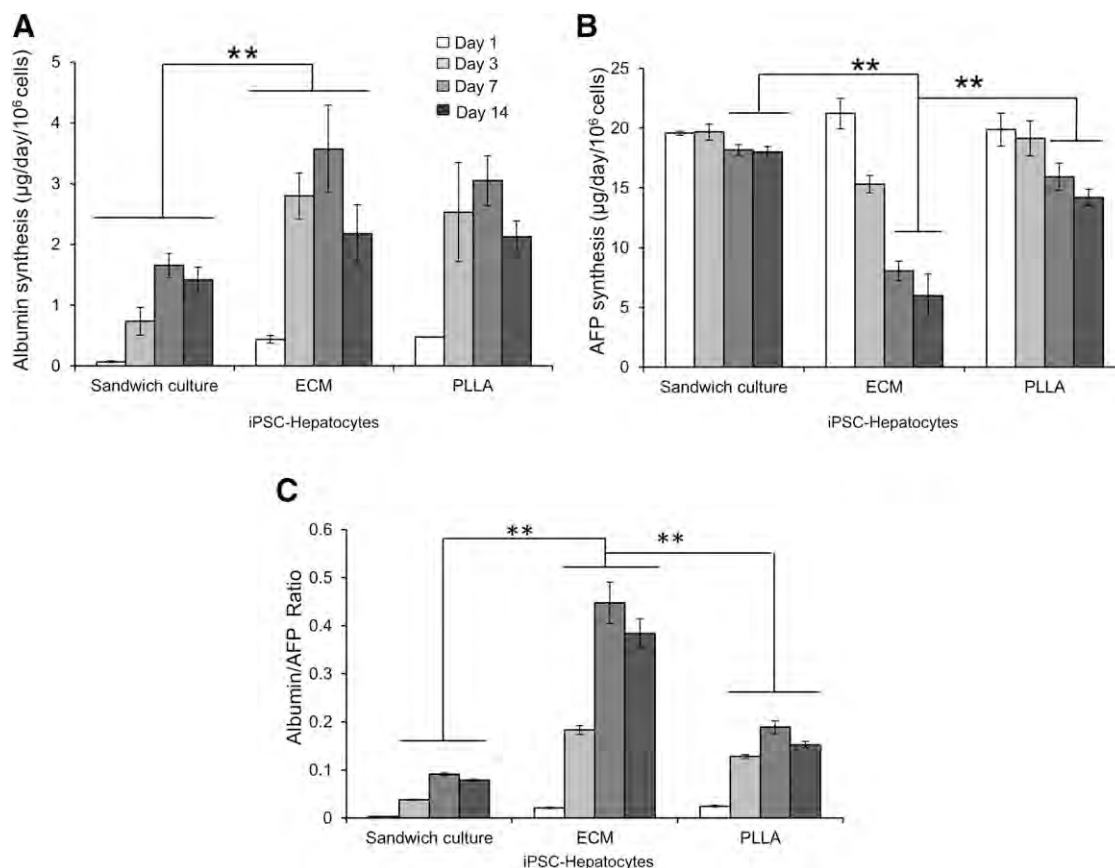 A
Albumin synthesis (µg/day/10⁶ cells)
5
4
3
2
1
0
**
Day 1
Day 3
Day 7
Day 14
Sandwich culture
ECM
PLLA
iPSC-Hepatocytes
B
AFP synthesis (µg/day/10⁶ cells)
25
20
15
10
5
0
**
**
Sandwich culture
ECM
PLLA
iPSC-Hepatocytes
C
Albumin/AFP Ratio
0.6
0.5
0.4
0.3
0.2
0.1
0
**
**
Sandwich culture
ECM
PLLA
iPSC-Hepatocytes